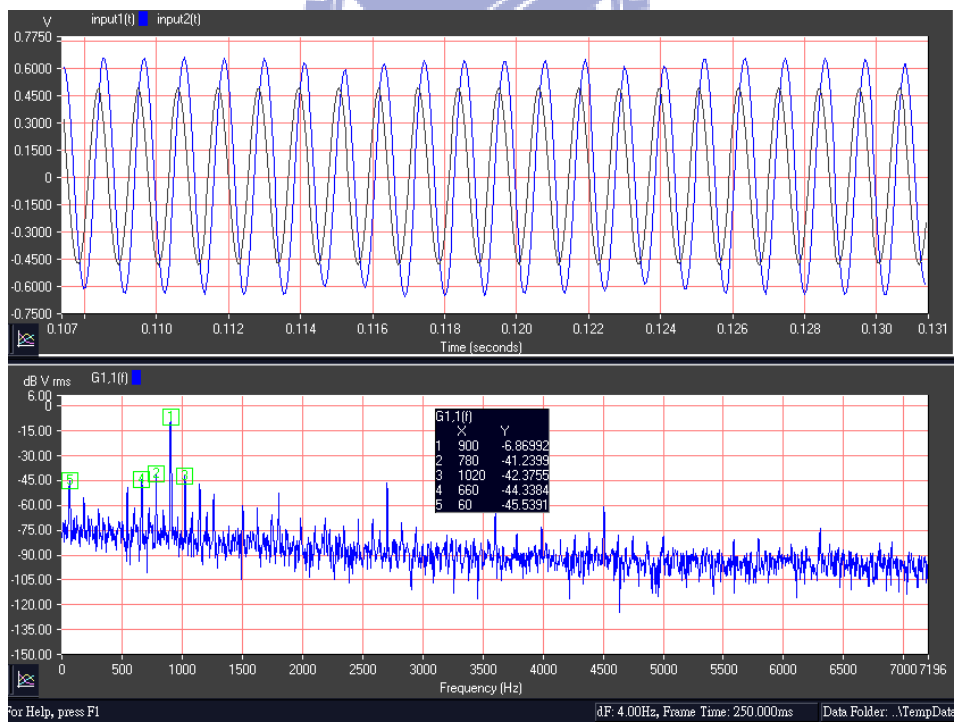 V input1(t) input2(t)
0.7750
0.6000
0.4500
0.3000
0.1500
0
-0.1500
-0.3000
-0.4500
-0.6000
-0.7500
0.107 0.110 0.112 0.114 0.116 0.118 0.120 0.122 0.124 0.126 0.128 0.130 0.131
Time (seconds)
dB V rms G1,1(f)
6.00
0
-15.00
-30.00
-45.00
-60.00
-75.00
-90.00
-105.00
-120.00
-135.00
-150.00
1
2
3
4
5
G1,1(f)
X Y
1 900 -6.86992
2 780 -41.2399
3 1020 -42.3755
4 660 -44.3384
5 60 -45.5391
0 500 1000 1500 2000 2500 3000 3500 4000 4500 5000 5500 6000 6500 7000 7196
Frequency (Hz)
For Help, press F1 dF: 4.00Hz, Frame Time: 250.000ms Data Folder: ..\TempData